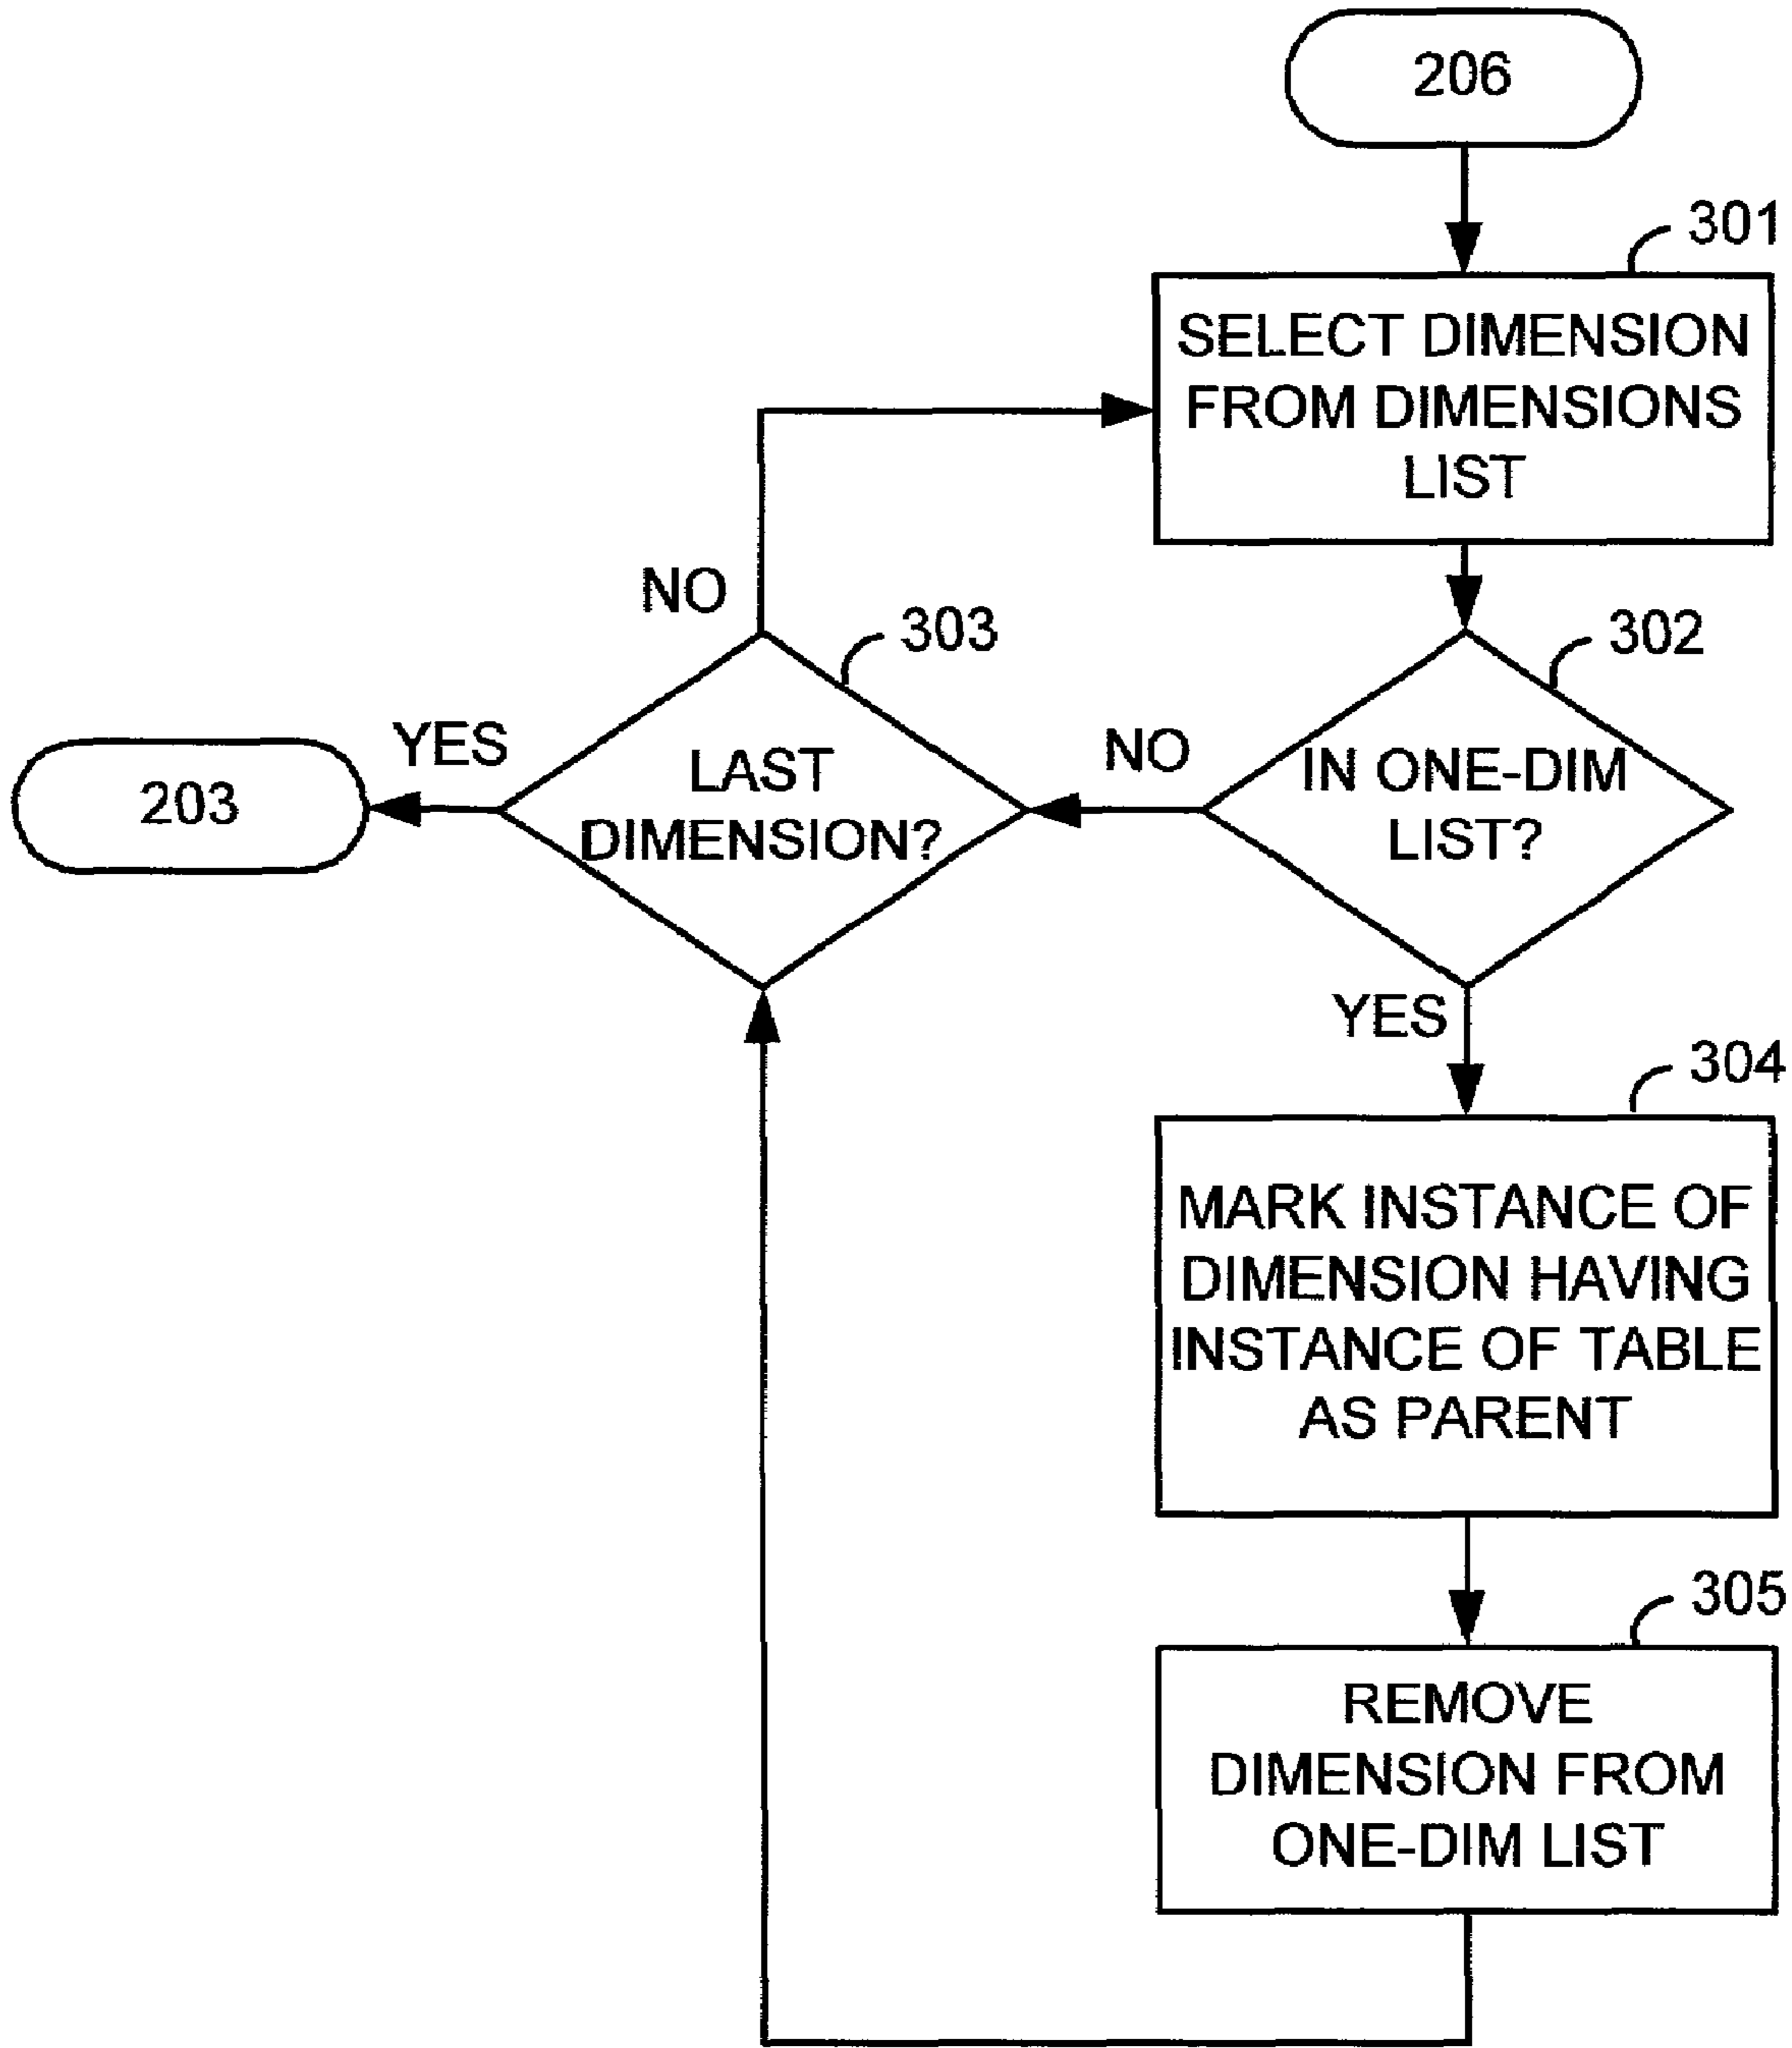 206
301
SELECT DIMENSION
FROM DIMENSIONS
LIST
NO
303
302
YES
203
LAST
DIMENSION?
NO
IN ONE-DIM
LIST?
YES
304
MARK INSTANCE OF
DIMENSION HAVING
INSTANCE OF TABLE
AS PARENT
305
REMOVE
DIMENSION FROM
ONE-DIM LIST